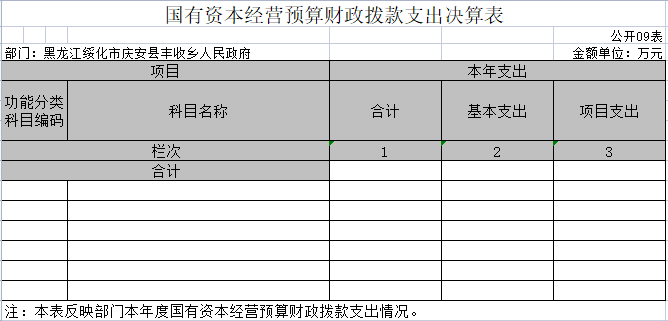 国有资本经营预算财政拨款支出决算表
公开09表
部门：黑龙江绥化市庆安县丰收乡人民政府 金额单位：万元
项目 本年支出
功能分类
科目编码 科目名称 合计 基本支出 项目支出
栏次 1 2 3
合计
注：本表反映部门本年度国有资本经营预算财政拨款支出情况。